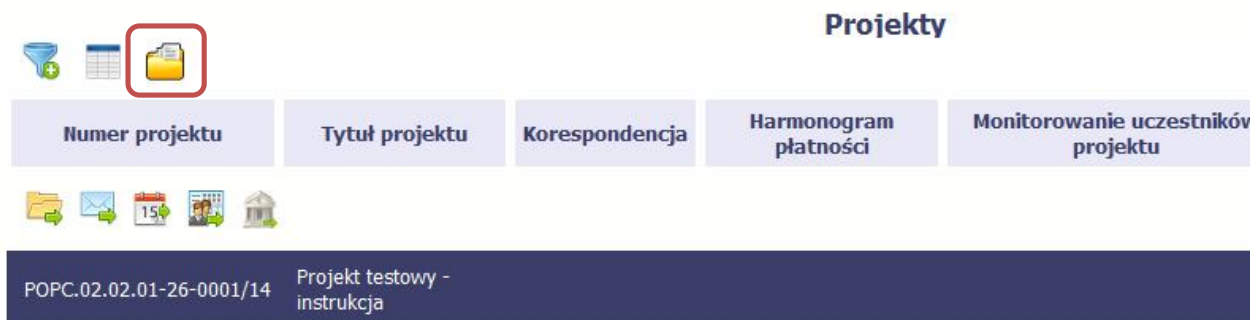 Projekty
Numer projektu
Tytuł projektu
Korespondencja
Harmonogram
płatności
Monitorowanie uczestników
projektu
15
POPC.02.02.01-26-0001/14
Projekt testowy -
instrukcja